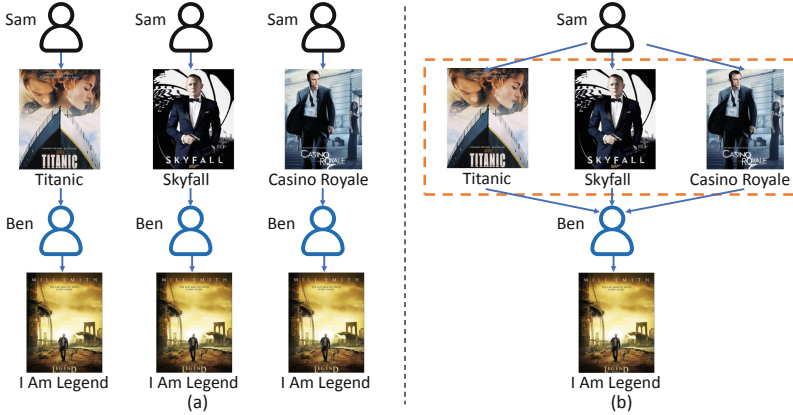 Sam
Sam
Sam
Sam
TITANIC
SKYFALL
007
CASINO
ROYALE
TITANIC
SKYFALL
007
CASINO
ROYALE
Titanic
Skyfall
Casino Royale
Titanic
Skyfall
Casino Royale
Ben
Ben
Ben
Ben
WILL SMITH
WILL SMITH
WILL SMITH
WILL SMITH
LEGEND
LEGEND
LEGEND
LEGEND
I Am Legend
I Am Legend
I Am Legend
I Am Legend
(a)
(b)